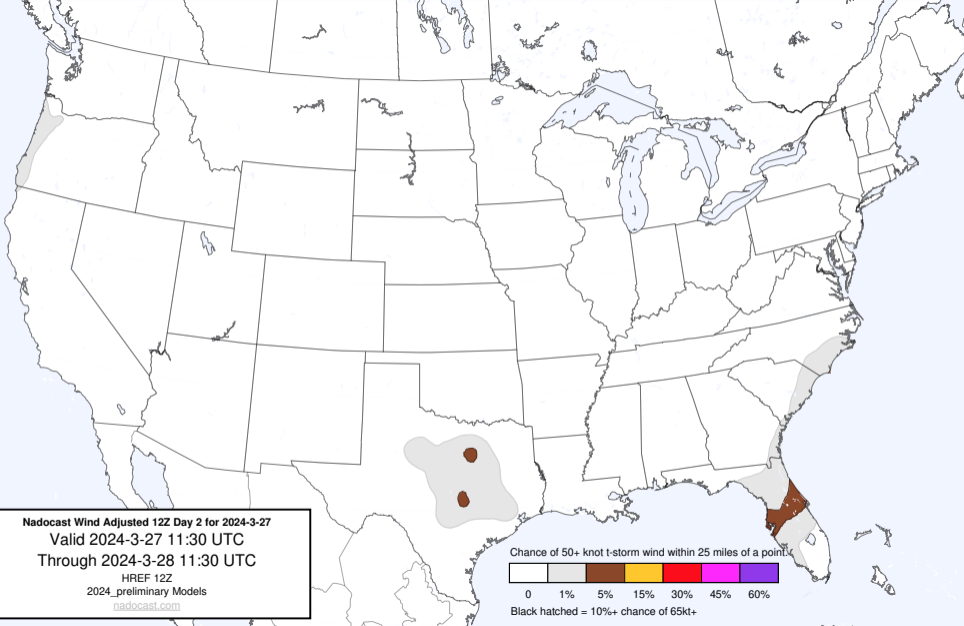 Nadocast Wind Adjusted 12Z Day 2 for 2024-3-27
Valid 2024-3-27 11:30 UTC
Through 2024-3-28 11:30 UTC
HREF 12Z
2024_preliminary Models
nadocast.com
Chance of 50+ knot t-storm wind within 25 miles of a point.
0 1% 5% 15% 30% 45% 60%
Black hatched = 10%+ chance of 65kt+